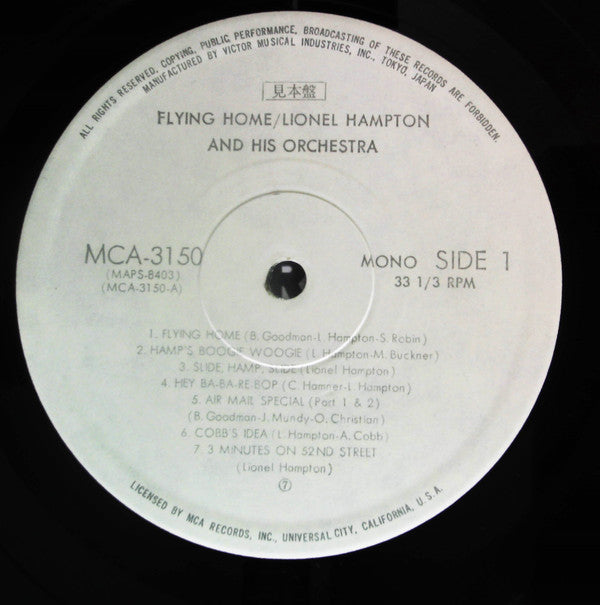 ALL RIGHTS RESERVED. COPYING, PUBLIC PERFORMANCE, BROADCASTING OF THESE RECORDS ARE FORBIDDEN.
MANUFACTURED BY VICTOR MUSICAL INDUSTRIES, INC., TOKYO, JAPAN
見本盤
FLYING HOME/LIONEL HAMPTON
AND HIS ORCHESTRA
MCA-3150
(MAPS-8403)
(MCA-3150-A)
MONO SIDE 1
33 1/3 RPM
1. FLYING HOME (B. Goodman-L. Hampton-S. Robin)
2. HAMP'S BOOGIE WOOGIE (L. Hampton-M. Buckner)
3. SLIDE, HAMP, SLIDE (Lionel Hampton)
4. HEY BA-BA-RE-BOP (C. Hamner-L. Hampton)
5. AIR MAIL SPECIAL (Part 1 & 2)
(B. Goodman-J. Mundy-O. Christian)
6. COBB'S IDEA (L. Hampton-A. Cobb)
7. 3 MINUTES ON 52ND STREET
(Lionel Hampton)
⑦
LICENSED BY MCA RECORDS, INC., UNIVERSAL CITY, CALIFORNIA, U.S.A.